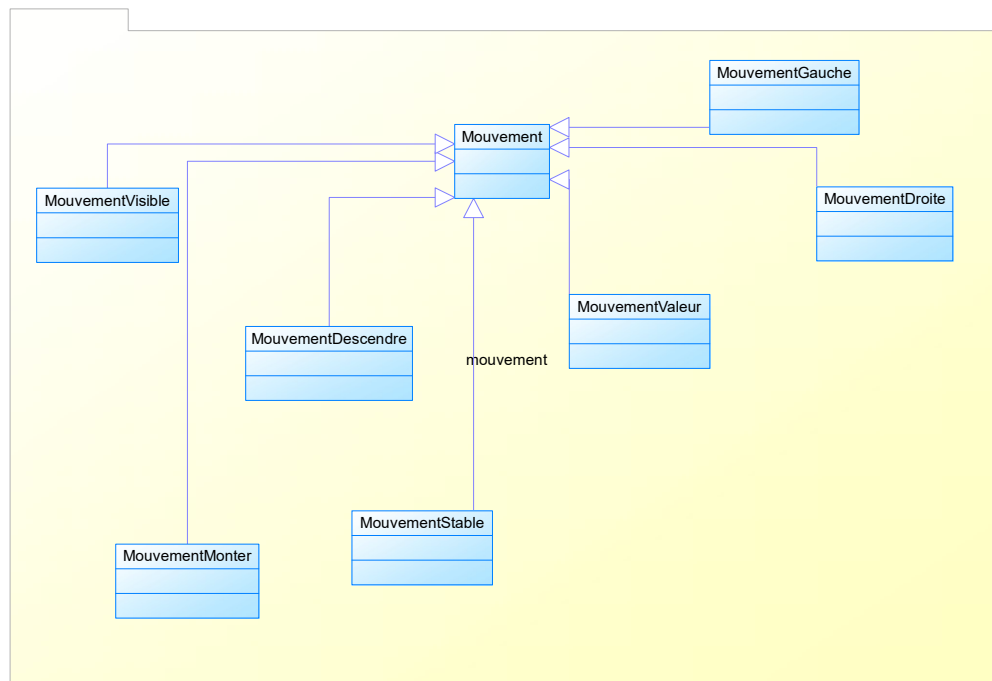 MouvementGauche
Mouvement
MouvementVisible
MouvementDroite
MouvementValeur
MouvementDescendre
mouvement
MouvementStable
MouvementMonter